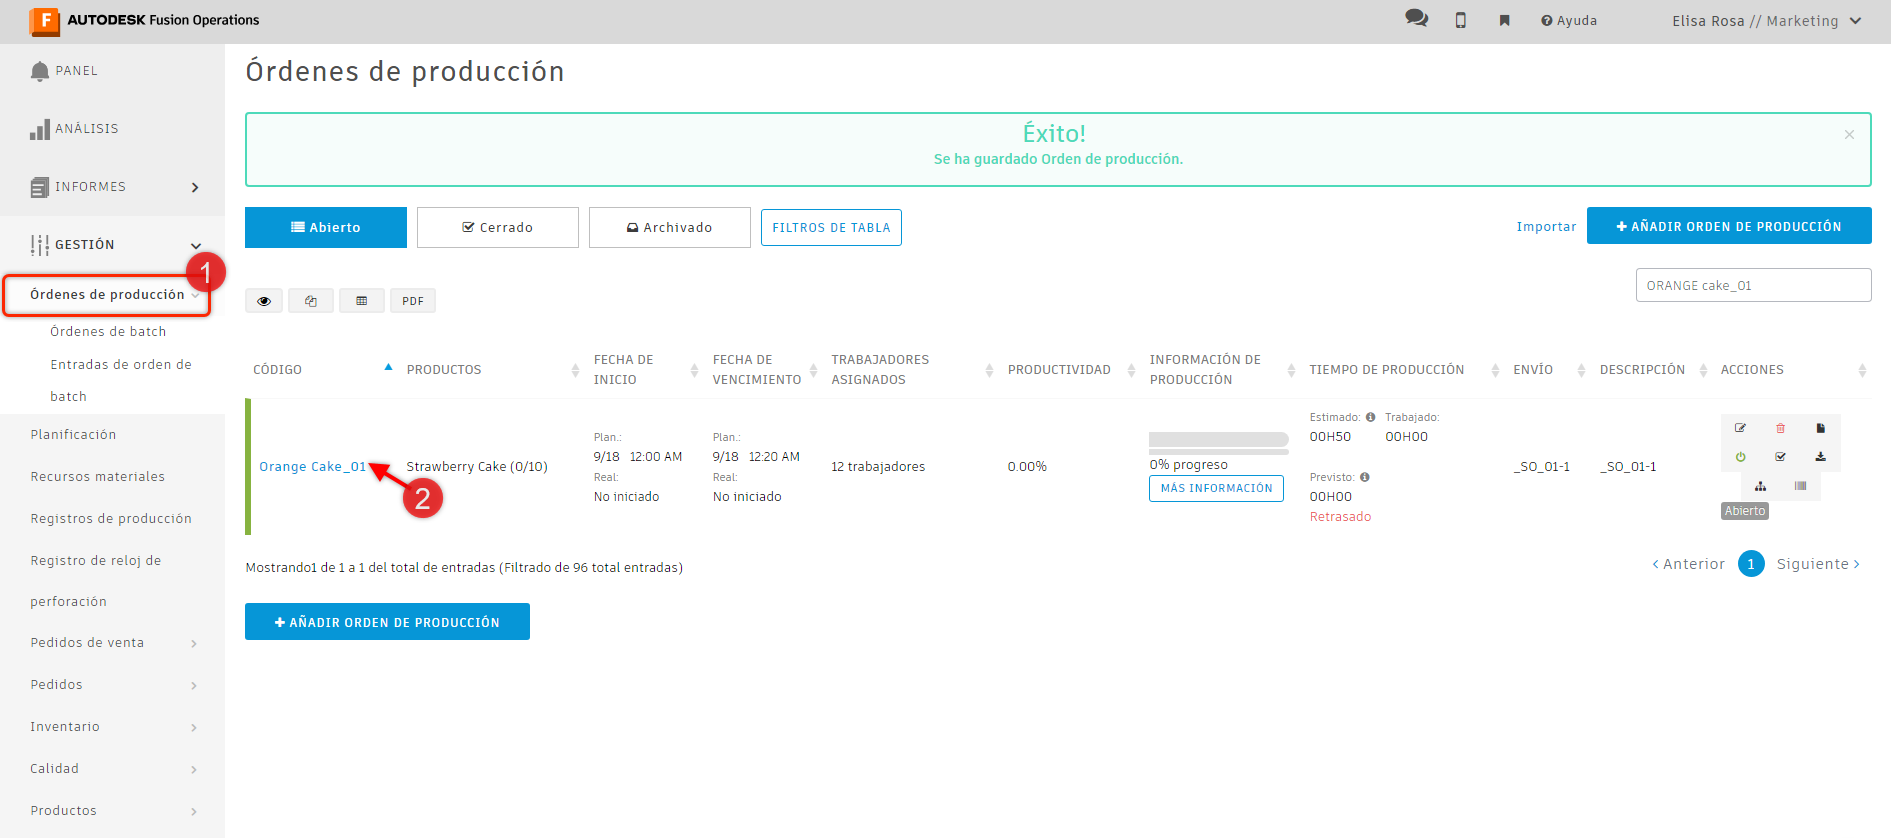 F AUTODESK Fusion Operations
Ayuda
Elisa Rosa // Marketing
PANEL
ANÁLISIS
INFORMES
GESTIÓN
1
Órdenes de producción
Órdenes de batch
Entradas de orden de
batch
Planificación
Recursos materiales
Registros de producción
Registro de reloj de
perforación
Pedidos de venta
Pedidos
Inventario
Calidad
Productos
Órdenes de producción
Éxito!
×
Se ha guardado Orden de producción.
Abierto
Cerrado
Archivado
FILTROS DE TABLA
Importar
+ AÑADIR ORDEN DE PRODUCCIÓN
PDF
ORANGE cake_01
CÓDIGO
PRODUCTOS
FECHA DE
INICIO
FECHA DE
VENCIMIENTO
TRABAJADORES
ASIGNADOS
PRODUCTIVIDAD
INFORMACIÓN DE
PRODUCCIÓN
TIEMPO DE PRODUCCIÓN
ENVÍO
DESCRIPCIÓN
ACCIONES
Orange Cake_01
2
Strawberry Cake (0/10)
Plan.:
9/18 12:00 AM
Real:
No iniciado
Plan.:
9/18 12:20 AM
Real:
No iniciado
12 trabajadores
0.00%
0% progreso
MÁS INFORMACIÓN
Estimado: Trabajado:
00H50 00H00
Previsto:
00H00
Retrasado
_SO_01-1
_SO_01-1
Abierto
Mostrando1 de 1 a 1 del total de entradas (Filtrado de 96 total entradas)
< Anterior 1 Siguiente >
+ AÑADIR ORDEN DE PRODUCCIÓN